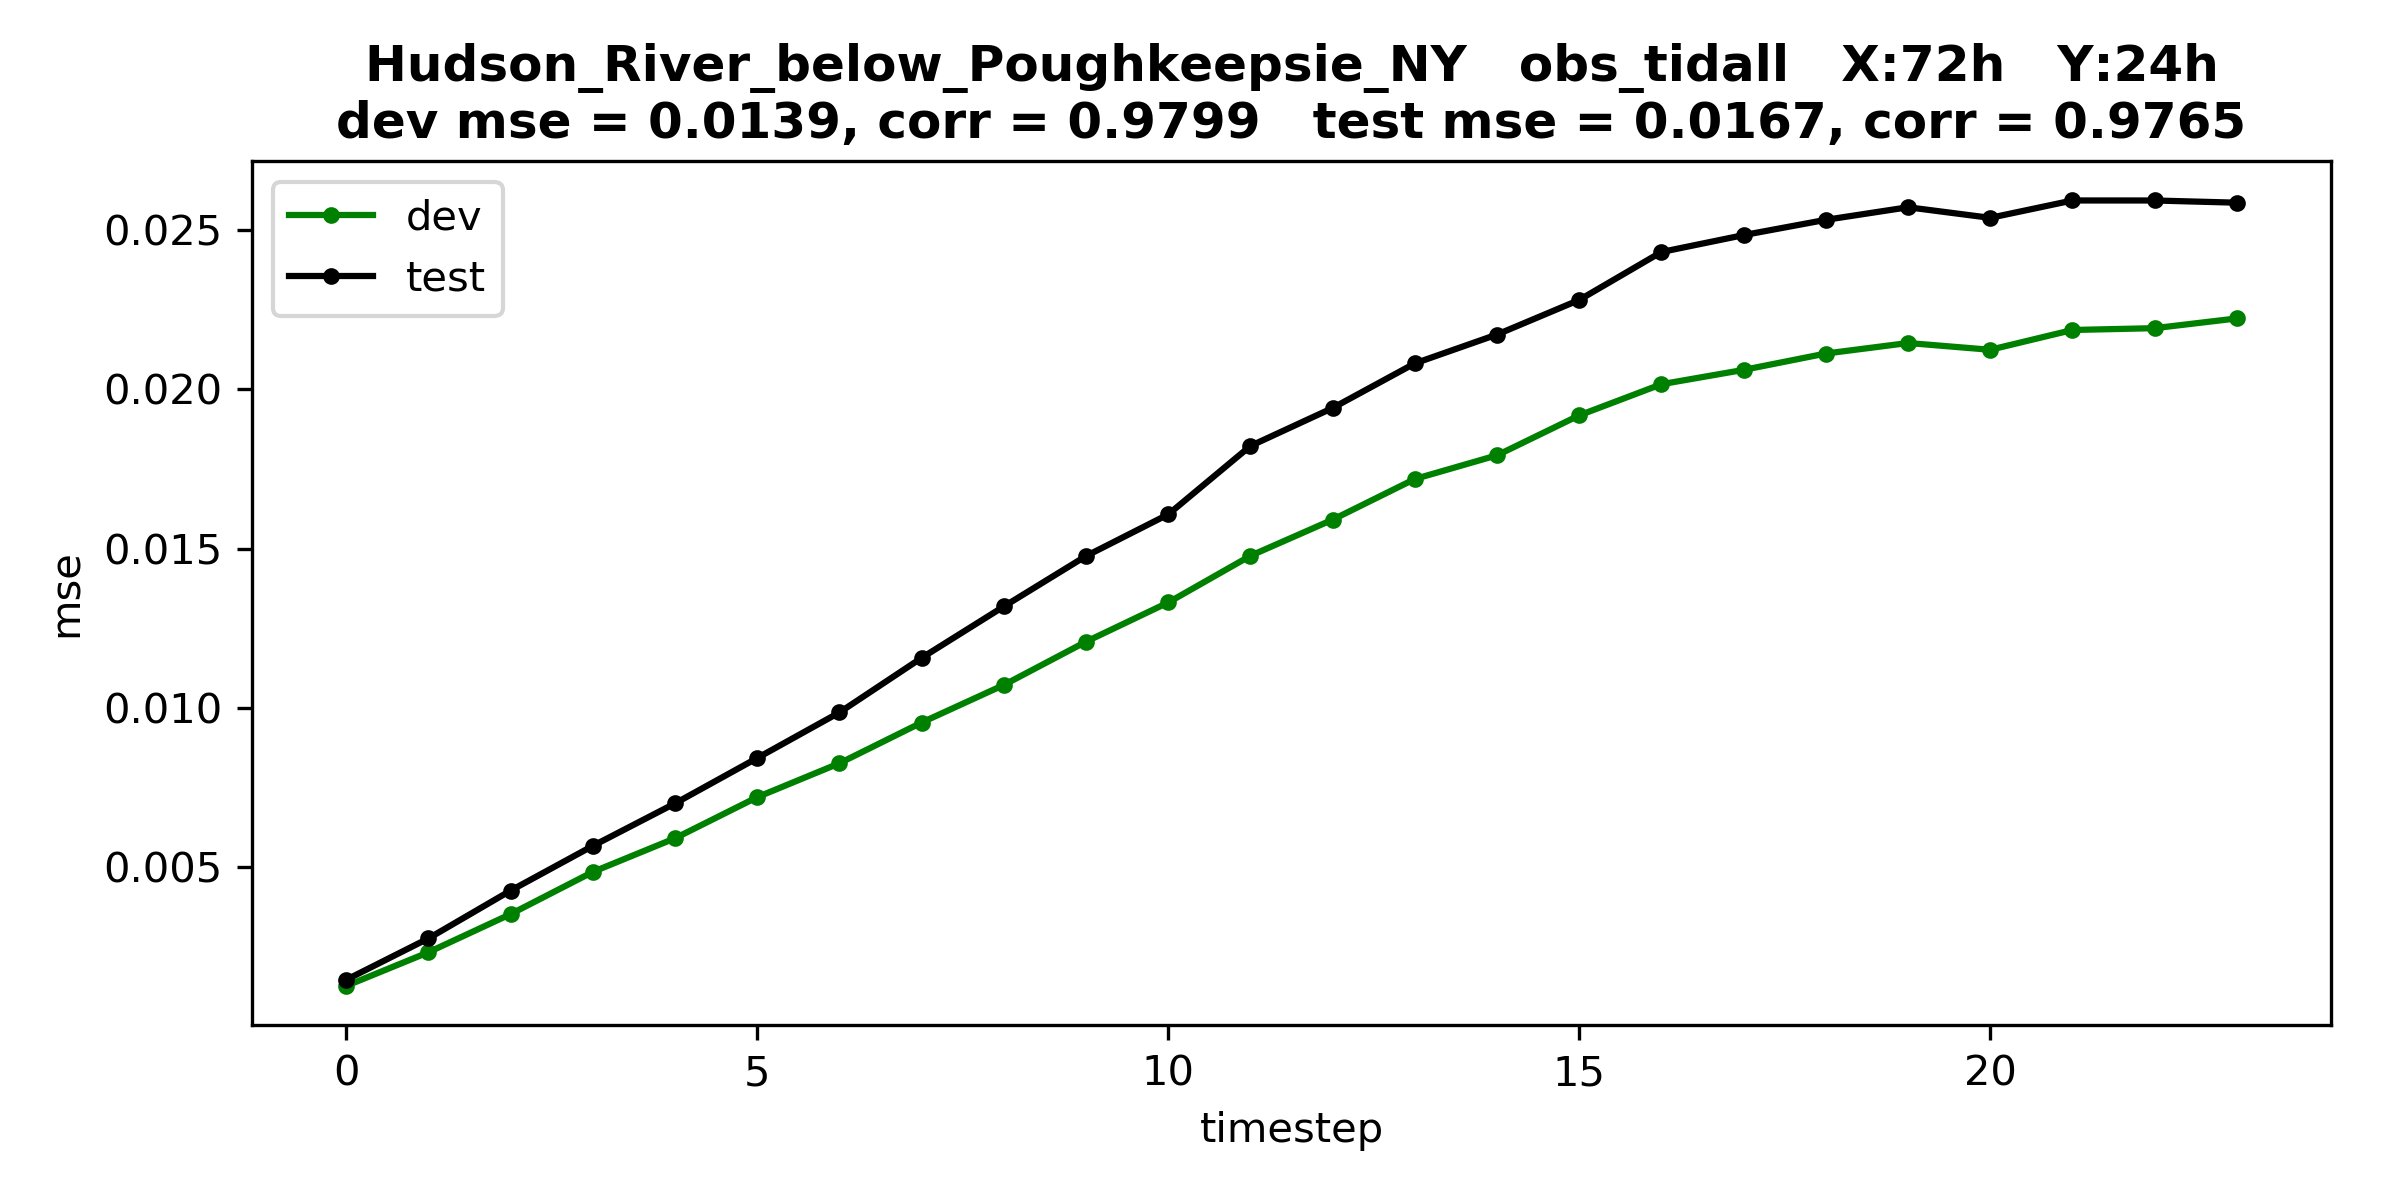 Hudson_River_below_Poughkeepsie_NY   obs_tidall   X:72h   Y:24h
dev mse = 0.0139, corr = 0.9799   test mse = 0.0167, corr = 0.9765
dev
test
0.025
0.020
0.015
0.010
0.005
mse
0 5 10 15 20
timestep